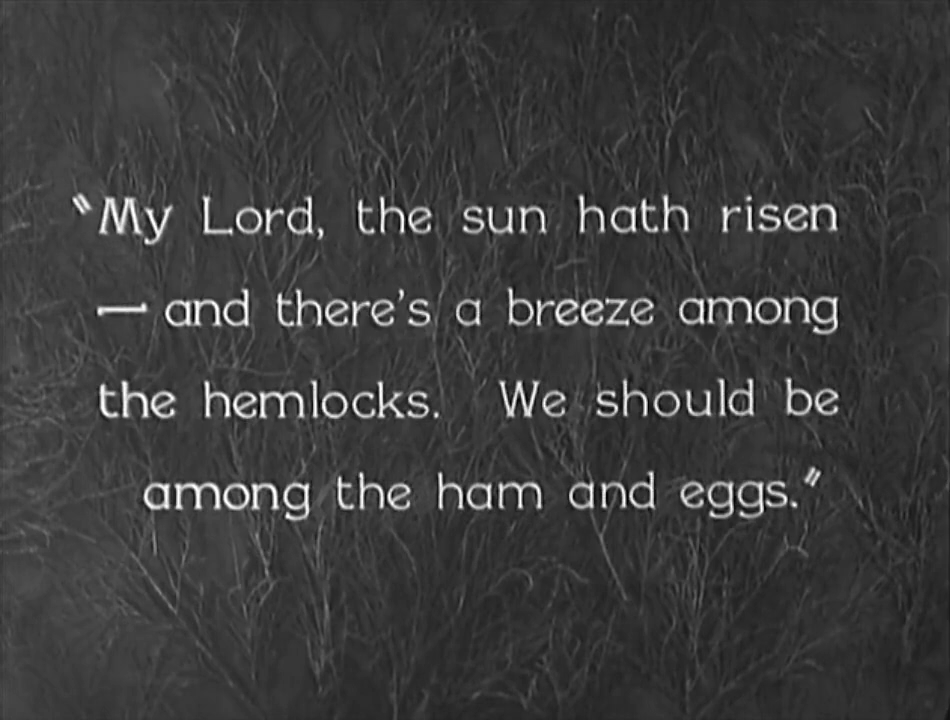 "My Lord, the sun hath risen
— and there's a breeze among
the hemlocks. We should be
among the ham and eggs."